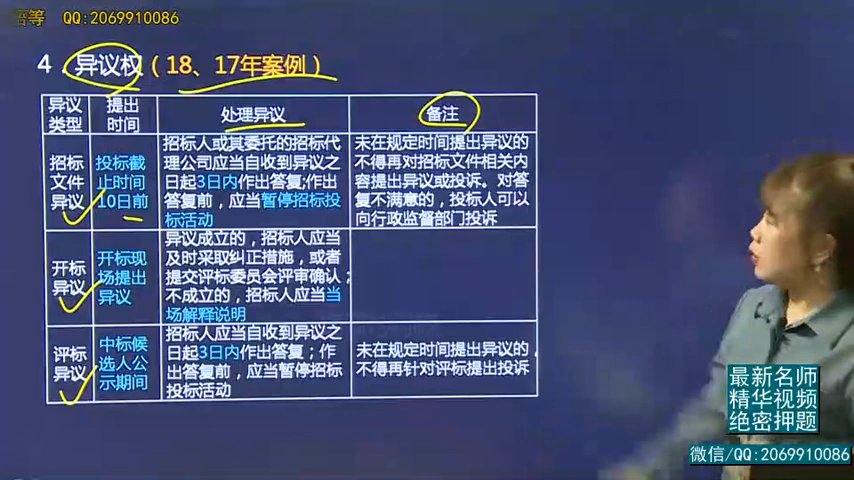 QQ:2069910086
4．异议权（18、17年案例）
异议
类型
提出
时间
处理异议
备注
招标
文件
异议
投标截
止时间
10日前
招标人或其委托的招标代
理公司应当自收到异议之
日起3日内作出答复;作出
答复前，应当暂停招标投
标活动
未在规定时间提出异议的
不得再对招标文件相关内
容提出异议或投诉。对答
复不满意的，投标人可以
向行政监督部门投诉
开标
异议
开标现
场提出
异议
异议成立的，招标人应当
及时采取纠正措施，或者
提交评标委员会评审确认；
不成立的，招标人应当当
场解释说明
评标
异议
中标候
选人公
示期间
招标人应当自收到异议之
日起3日内作出答复；作
出答复前，应当暂停招标
投标活动
未在规定时间提出异议的，
不得再针对评标提出投诉
最新名师
精华视频
绝密押题
微信/QQ:2069910086